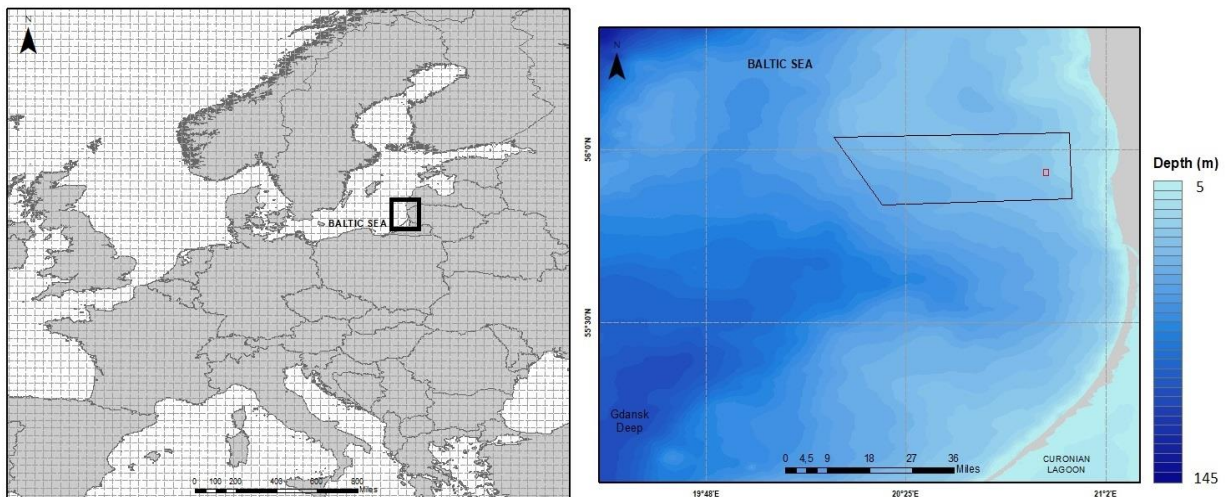 N
BALTIC SEA
0 100 200 400 600 800
Miles
N
BALTIC SEA
56°0'N
55°30'N
Gdansk
Deep
0 4,5 9 18 27 36
Miles
CURONIAN
LAGOON
19°48'E
20°25'E
21°2'E
Depth (m)
5
145